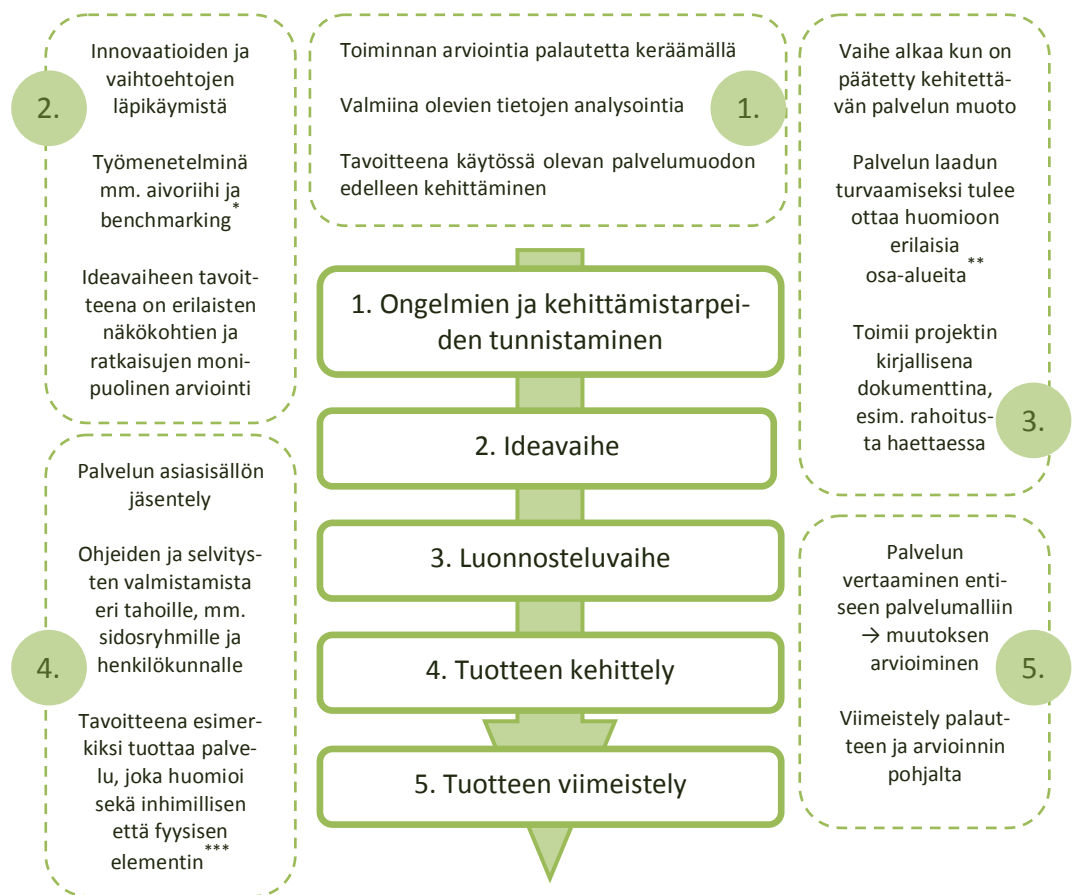 Innovaatioiden ja
vaihtoehtojen
läpikäymistä
2.
Työmenetelminä
mm. aivoriihi ja
benchmarking*
Ideavaiheen tavoit-
teena on erilaisten
näkökohtien ja
ratkaisujen moni-
puolinen arviointi
Toiminnan arviointia palautetta keräämällä
Valmiina olevien tietojen analysointia
1.
Tavoitteena käytössä olevan palvelumuodon
edelleen kehittäminen
Vaihe alkaa kun on
päätetty kehitettä-
vän palvelun muoto
Palvelun laadun
turvaamiseksi tulee
ottaa huomioon
erilaisia
osa-alueita**
Toimii projektin
kirjallisena
dokumenttina,
esim. rahoitus-
ta haettaessa
3.
1. Ongelmien ja kehittämistarpei-
den tunnistaminen
2. Ideavaihe
3. Luonnosteluvaihe
4. Tuotteen kehittely
5. Tuotteen viimeistely
Palvelun asiasisällön
jäsentely
Ohjeiden ja selvitys-
ten valmistamista
eri tahoille, mm.
sidosryhmille ja
henkilökunnalle
4.
Tavoitteena esimer-
kiksi tuottaa palve-
lu, joka huomioi
sekä inhimillisen
että fyysisen
elementin***
Palvelun
vertaaminen enti-
seen palvelumalliin
→ muutoksen
arvioiminen
5.
Viimeistely palaut-
teen ja arvioinnin
pohjalta